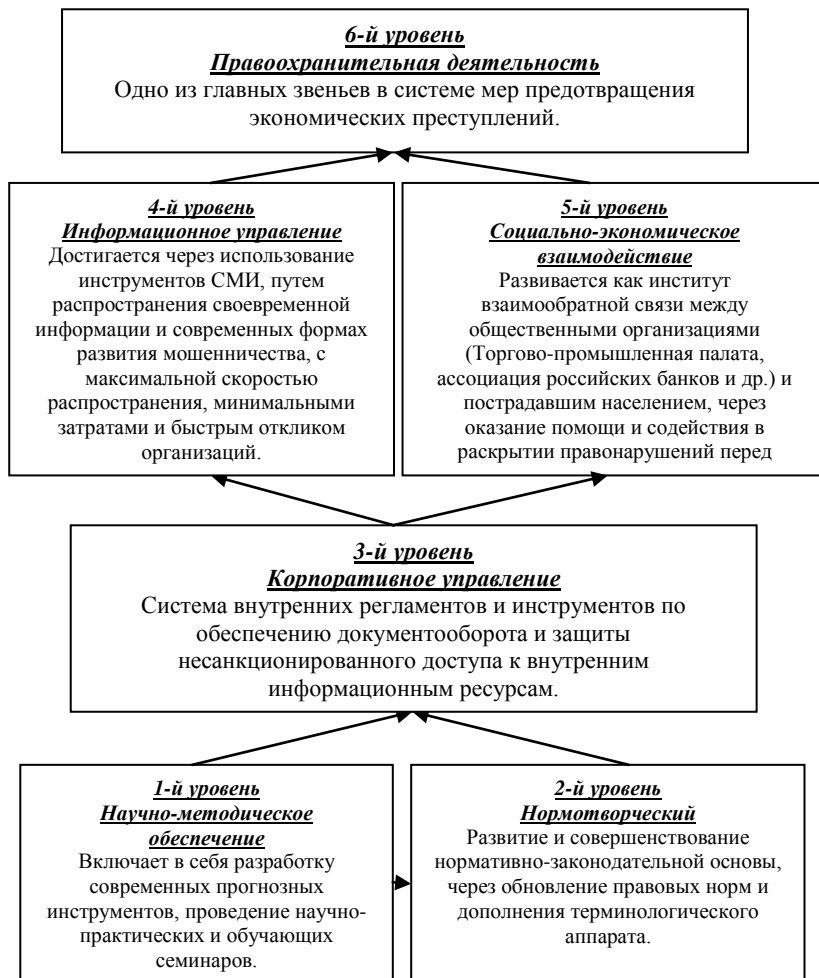 6-й уровень
Правоохранительная деятельность
Одно из главных звеньев в системе мер предотвращения
экономических преступлений.
4-й уровень
Информационное управление
Достигается через использование
инструментов СМИ, путем
распространения своевременной
информации и современных формах
развития мошенничества, с
максимальной скоростью
распространения, минимальными
затратами и быстрым откликом
организаций.
5-й уровень
Социально-экономическое
взаимодействие
Развивается как институт
взаимообратной связи между
общественными организациями
(Торгово-промышленная палата,
ассоциация российских банков и др.) и
пострадавшим населением, через
оказание помощи и содействия в
раскрытии правонарушений перед
3-й уровень
Корпоративное управление
Система внутренних регламентов и инструментов по
обеспечению документооборота и защиты
несанкционированного доступа к внутренним
информационным ресурсам.
1-й уровень
Научно-методическое
обеспечение
Включает в себя разработку
современных прогнозных
инструментов, проведение научно-
практических и обучающих
семинаров.
2-й уровень
Нормотворческий
Развитие и совершенствование
нормативно-законодательной основы,
через обновление правовых норм и
дополнения терминологического
аппарата.